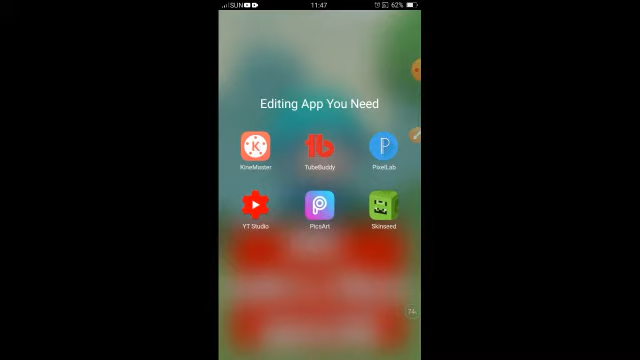 SUN 11:47 62%
Editing App You Need
KineMaster TubeBuddy PixelLab
YT Studio PicsArt Skinseed